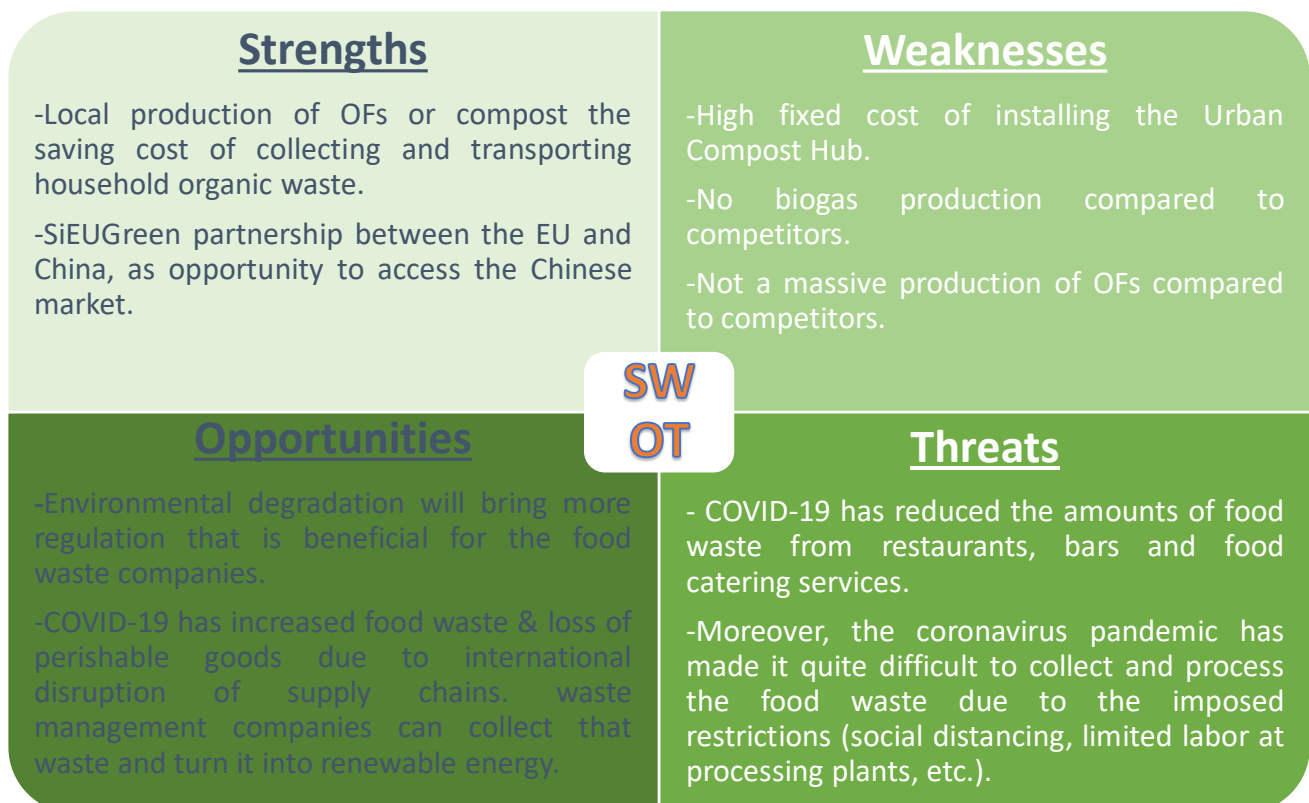 Strengths
-Local production of OFs or compost the
saving cost of collecting and transporting
household organic waste.
-SiEUGreen partnership between the EU and
China, as opportunity to access the Chinese
market.
Weaknesses
-High fixed cost of installing the Urban
Compost Hub.
-No biogas production compared to
competitors.
-Not a massive production of OFs compared
to competitors.
SW
OT
Opportunities
-Environmental degradation will bring more
regulation that is beneficial for the food
waste companies.
-COVID-19 has increased food waste & loss of
perishable goods due to international
disruption of supply chains. waste
management companies can collect that
waste and turn it into renewable energy.
Threats
- COVID-19 has reduced the amounts of food
waste from restaurants, bars and food
catering services.
-Moreover, the coronavirus pandemic has
made it quite difficult to collect and process
the food waste due to the imposed
restrictions (social distancing, limited labor at
processing plants, etc.).